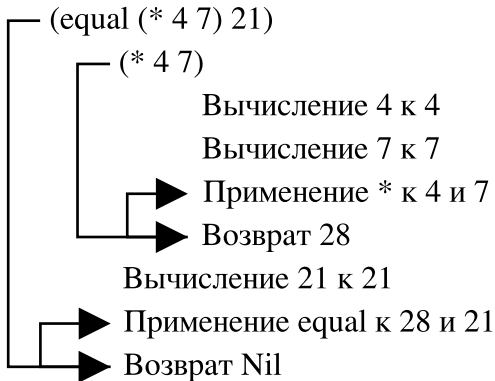 (equal (* 4 7) 21)
(* 4 7)
Вычисление 4 к 4
Вычисление 7 к 7
Применение * к 4 и 7
Возврат 28
Вычисление 21 к 21
Применение equal к 28 и 21
Возврат Nil